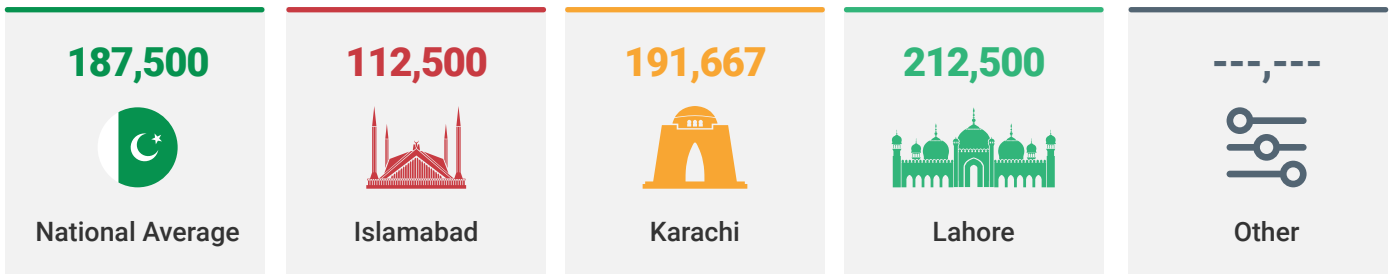 187,500
National Average
112,500
Islamabad
191,667
Karachi
212,500
Lahore
---,---
Other